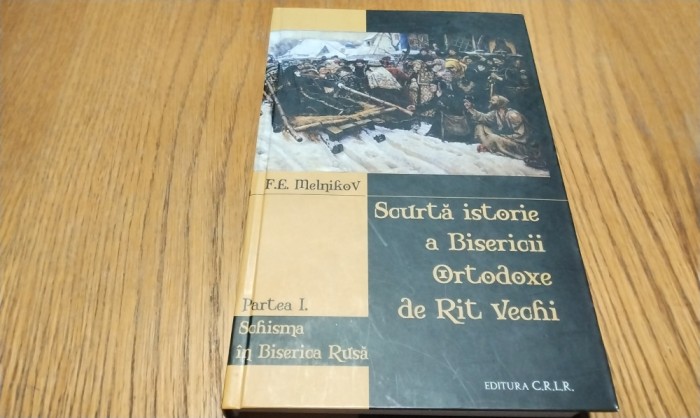 F.E. Melnikov
Scurtă istorie
a Bisericii
Ortodoxe
de Rit Vechi
Partea I.
Schisma
în Biserica Rusă
EDITURA C.R.L.R.